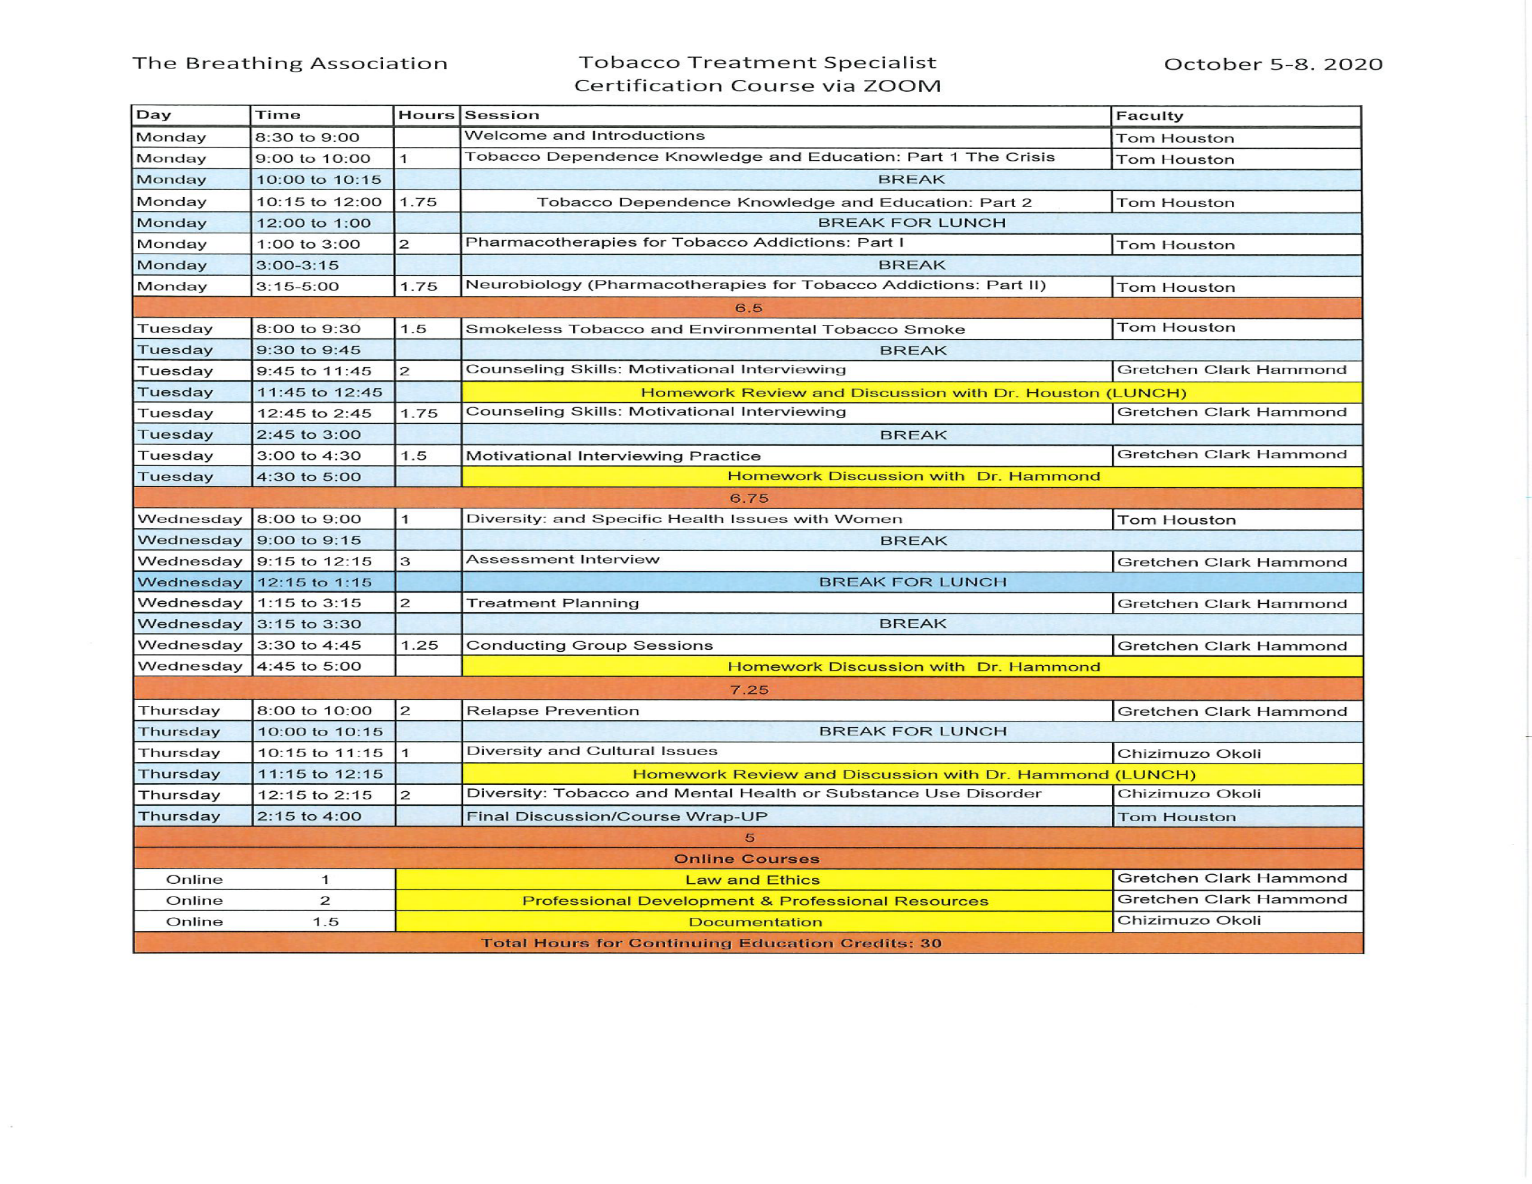 The Breathing Association Tobacco Treatment Specialist October 5-8. 2020
Certification Course via ZOOM
Day Time Hours Session Faculty
Monday 8:30 to 9:00 Welcome and Introductions Tom Houston
Monday 9:00 to 10:00 1 Tobacco Dependence Knowledge and Education: Part 1 The Crisis Tom Houston
Monday 10:00 to 10:15 BREAK
Monday 10:15 to 12:00 1.75 Tobacco Dependence Knowledge and Education: Part 2 Tom Houston
Monday 12:00 to 1:00 BREAK FOR LUNCH
Monday 1:00 to 3:00 2 Pharmacotherapies for Tobacco Addictions: Part I Tom Houston
Monday 3:00-3:15 BREAK
Monday 3:15-5:00 1.75 Neurobiology (Pharmacotherapies for Tobacco Addictions: Part II) Tom Houston
6.5
Tuesday 8:00 to 9:30 1.5 Smokeless Tobacco and Environmental Tobacco Smoke Tom Houston
Tuesday 9:30 to 9:45 BREAK
Tuesday 9:45 to 11:45 2 Counseling Skills: Motivational Interviewing Gretchen Clark Hammond
Tuesday 11:45 to 12:45 Homework Review and Discussion with Dr. Houston (LUNCH)
Tuesday 12:45 to 2:45 1.75 Counseling Skills: Motivational Interviewing Gretchen Clark Hammond
Tuesday 2:45 to 3:00 BREAK
Tuesday 3:00 to 4:30 1.5 Motivational Interviewing Practice Gretchen Clark Hammond
Tuesday 4:30 to 5:00 Homework Discussion with Dr. Hammond
6.75
Wednesday 8:00 to 9:00 1 Diversity: and Specific Health Issues with Women Tom Houston
Wednesday 9:00 to 9:15 BREAK
Wednesday 9:15 to 12:15 3 Assessment Interview Gretchen Clark Hammond
Wednesday 12:15 to 1:15 BREAK FOR LUNCH
Wednesday 1:15 to 3:15 2 Treatment Planning Gretchen Clark Hammond
Wednesday 3:15 to 3:30 BREAK
Wednesday 3:30 to 4:45 1.25 Conducting Group Sessions Gretchen Clark Hammond
Wednesday 4:45 to 5:00 Homework Discussion with Dr. Hammond
7.25
Thursday 8:00 to 10:00 2 Relapse Prevention Gretchen Clark Hammond
Thursday 10:00 to 10:15 BREAK FOR LUNCH
Thursday 10:15 to 11:15 1 Diversity and Cultural Issues Chizimuzo Okoli
Thursday 11:15 to 12:15 Homework Review and Discussion with Dr. Hammond (LUNCH)
Thursday 12:15 to 2:15 2 Diversity: Tobacco and Mental Health or Substance Use Disorder Chizimuzo Okoli
Thursday 2:15 to 4:00 Final Discussion/Course Wrap-UP Tom Houston
5
Online Courses
Online 1 Law and Ethics Gretchen Clark Hammond
Online 2 Professional Development & Professional Resources Gretchen Clark Hammond
Online 1.5 Documentation Chizimuzo Okoli
Total Hours for Continuing Education Credits: 30